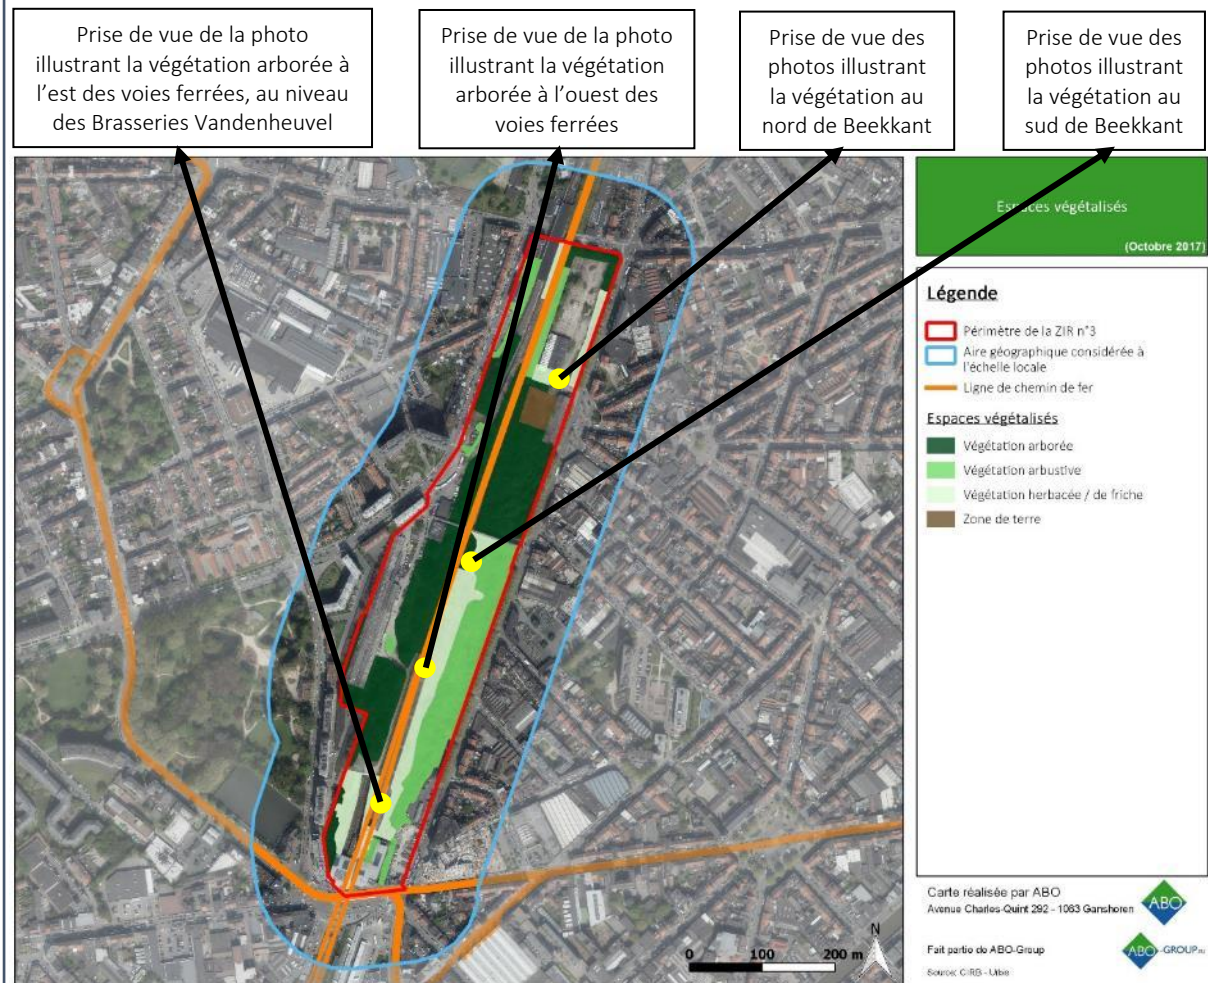 Prise de vue de la photo
illustrant la végétation arborée à
l'est des voies ferrées, au niveau
des Brasseries Vandenheuvel
Prise de vue de la photo
illustrant la végétation
arborée à l'ouest des
voies ferrées
Prise de vue des
photos illustrant
la végétation au
nord de Beekkant
Prise de vue des
photos illustrant
la végétation au
sud de Beekkant
Espaces végétalisés
(Octobre 2017)
Légende
Périmètre de la ZIR n°3
Aire géographique considérée à
l'échelle locale
Ligne de chemin de fer
Espaces végétalisés
Végétation arborée
Végétation arbustive
Végétation herbacée / de friche
Zone de terre
N
0 100 200 m
Carte réalisée par ABO
Avenue Charles-Quint 292 - 1083 Ganshoren
ABO
Fait partie de ABO-Group
ABO-GROUP
Source: CIRB - Urbis